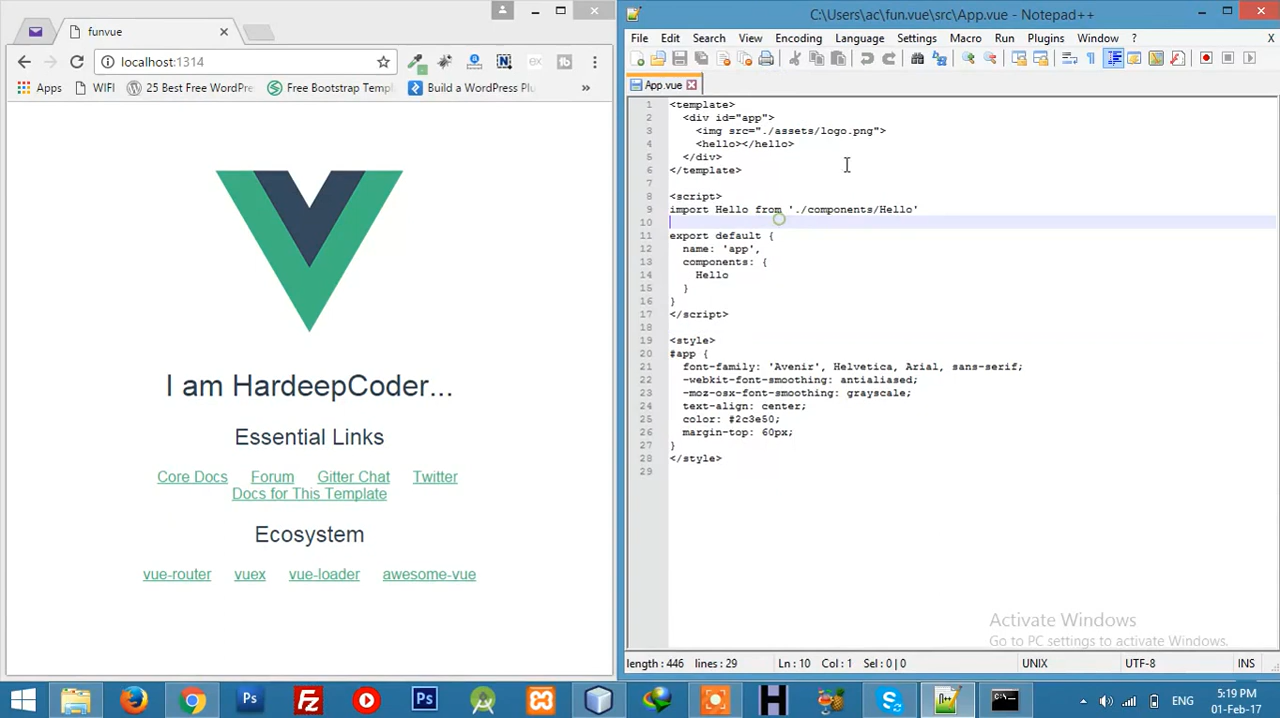 funvue
localhost:1314
Apps
WIFI
25 Best Free WordPre
Free Bootstrap Templ
Build a WordPress Pl
»
I am HardeepCoder...
Essential Links
Core Docs Forum Gitter Chat Twitter
Docs for This Template
Ecosystem
vue-router vuex vue-loader awesome-vue
C:\Users\ac\fun.vue\src\App.vue - Notepad++
File Edit Search View Encoding Language Settings Macro Run Plugins Window ? X
App.vue
1 <template>
2 <div id="app">
3 <img src="./assets/logo.png">
4 <hello></hello>
5 </div>
6 </template>
7
8 <script>
9 import Hello from './components/Hello'
10
11 export default {
12 name: 'app',
13 components: {
14 Hello
15 }
16 }
17 </script>
18
19 <style>
20 #app {
21 font-family: 'Avenir', Helvetica, Arial, sans-serif;
22 -webkit-font-smoothing: antialiased;
23 -moz-osx-font-smoothing: grayscale;
24 text-align: center;
25 color: #2c3e50;
26 margin-top: 60px;
27 }
28 </style>
29
Activate Windows
Go to PC settings to activate Windows.
length : 446 lines : 29 Ln : 10 Col : 1 Sel : 0 | 0 UNIX UTF-8 INS
ENG
5:19 PM
01-Feb-17